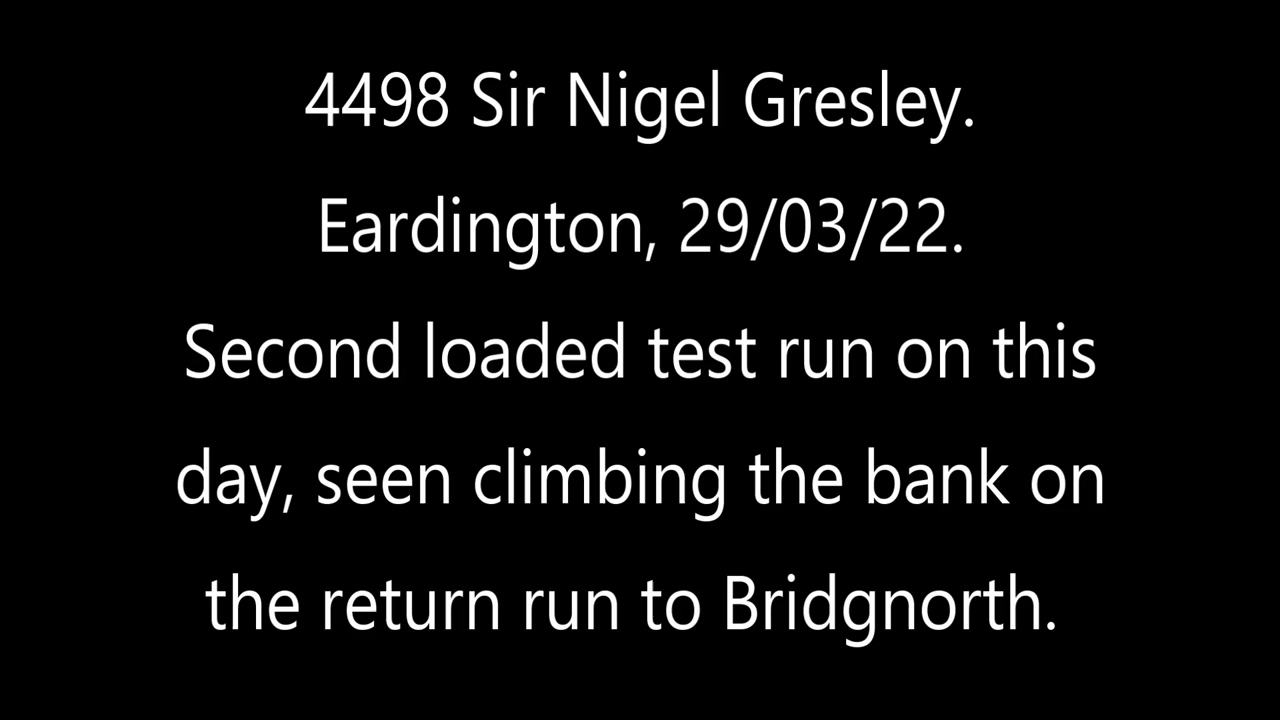 4498 Sir Nigel Gresley.
Eardington, 29/03/22.
Second loaded test run on this
day, seen climbing the bank on
the return run to Bridgnorth.